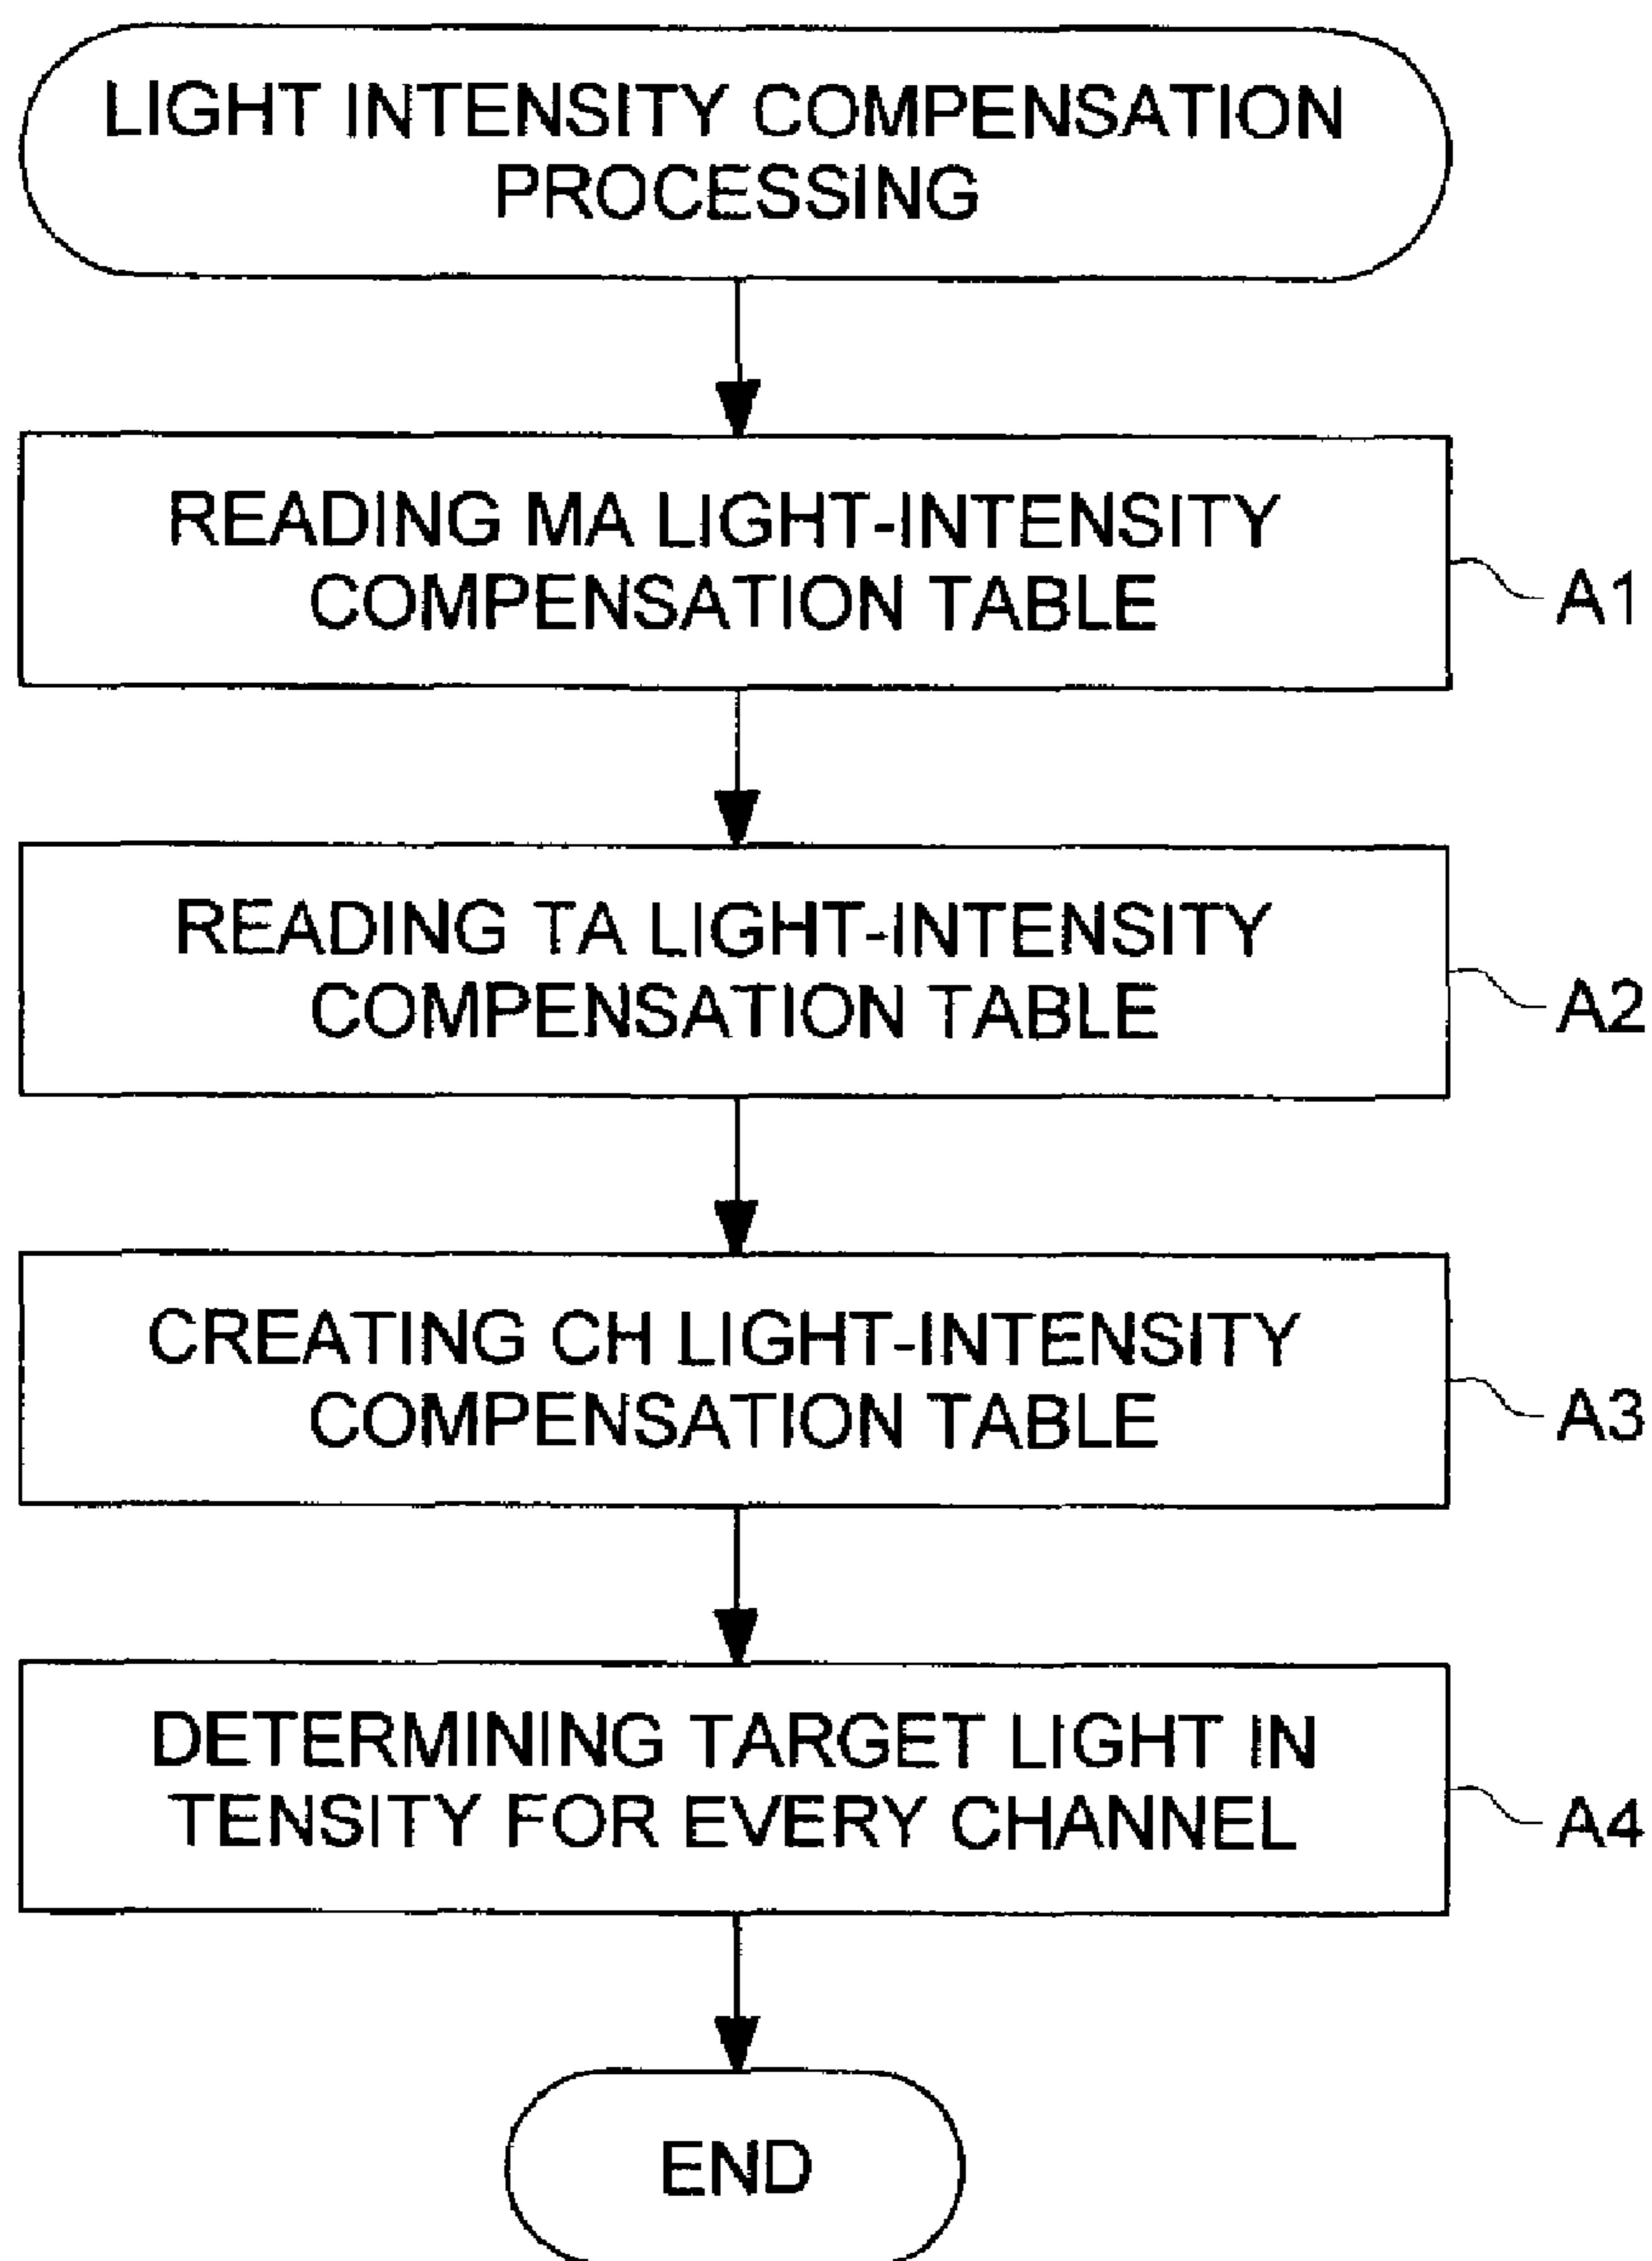 LIGHT INTENSITY COMPENSATION
PROCESSING
READING MA LIGHT-INTENSITY
COMPENSATION TABLE
A1
READING TA LIGHT-INTENSITY
COMPENSATION TABLE
A2
CREATING CH LIGHT-INTENSITY
COMPENSATION TABLE
A3
DETERMINING TARGET LIGHT IN
TENSITY FOR EVERY CHANNEL
A4
END